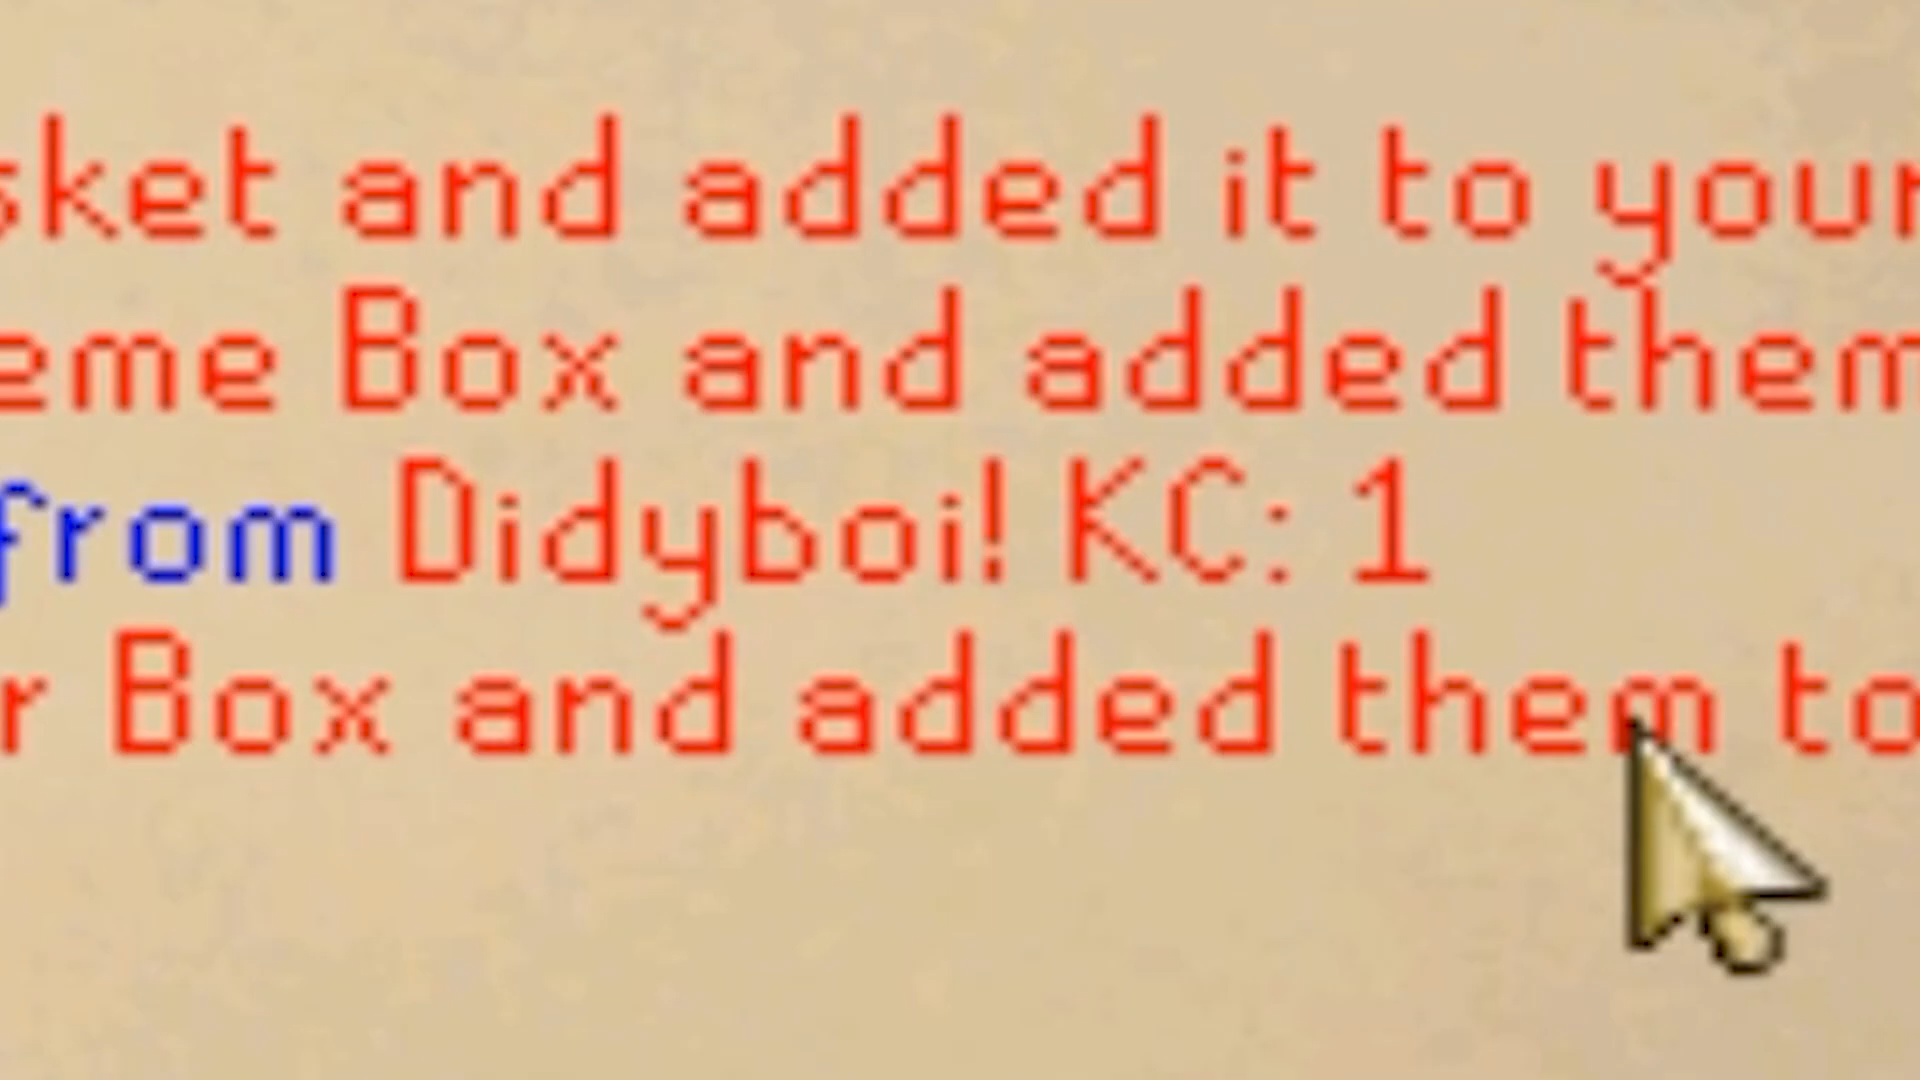 sket and added it to your
eme Box and added them
from Didyboi! KC: 1
r Box and added them to